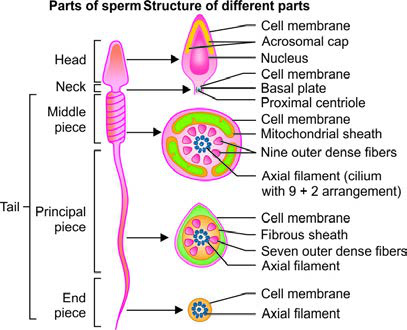 Parts of sperm Structure of different parts
Head
Cell membrane
Acrosomal cap
Nucleus
Neck
Cell membrane
Basal plate
Proximal centriole
Middle
piece
Cell membrane
Mitochondrial sheath
Nine outer dense fibers
Axial filament (cilium
with 9 + 2 arrangement)
Tail
Principal
piece
Cell membrane
Fibrous sheath
Seven outer dense fibers
Axial filament
End
piece
Cell membrane
Axial filament